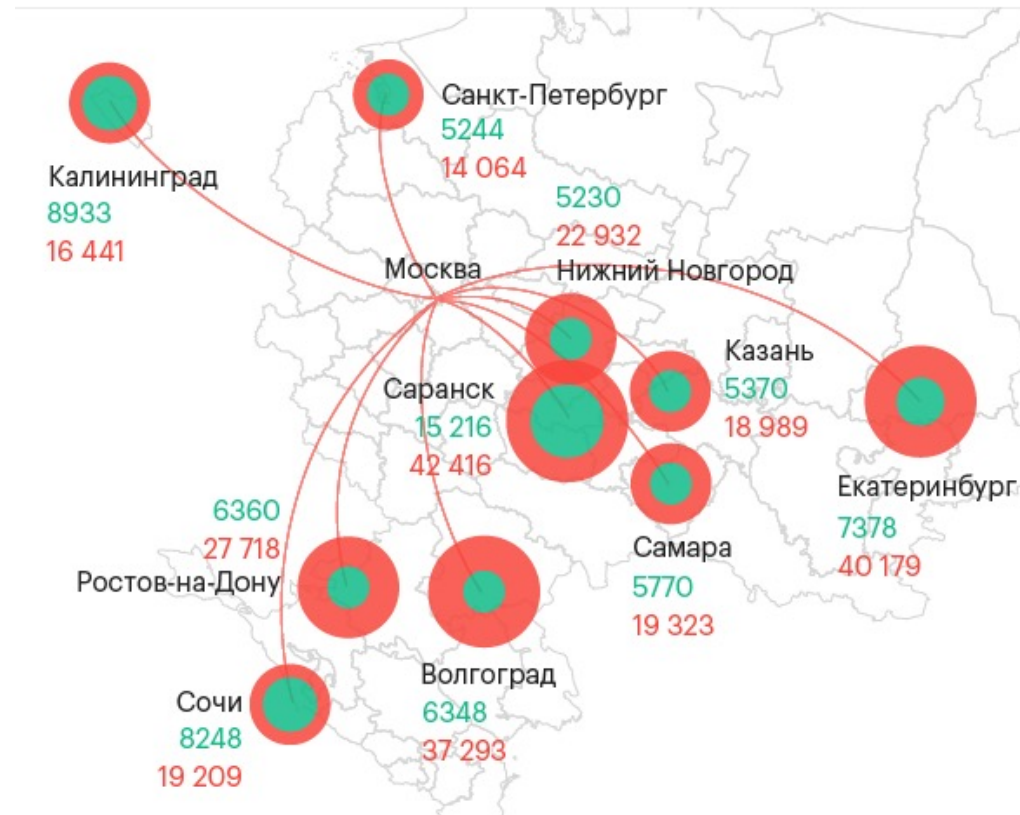 Санкт-Петербург
5244
14 064
Калининград
8933
16 441
5230
22 932
Нижний Новгород
Москва
Казань
5370
18 989
Саранск
15 216
42 416
Екатеринбург
7378
40 179
6360
27 718
Ростов-на-Дону
Самара
5770
19 323
Волгоград
6348
37 293
Сочи
8248
19 209